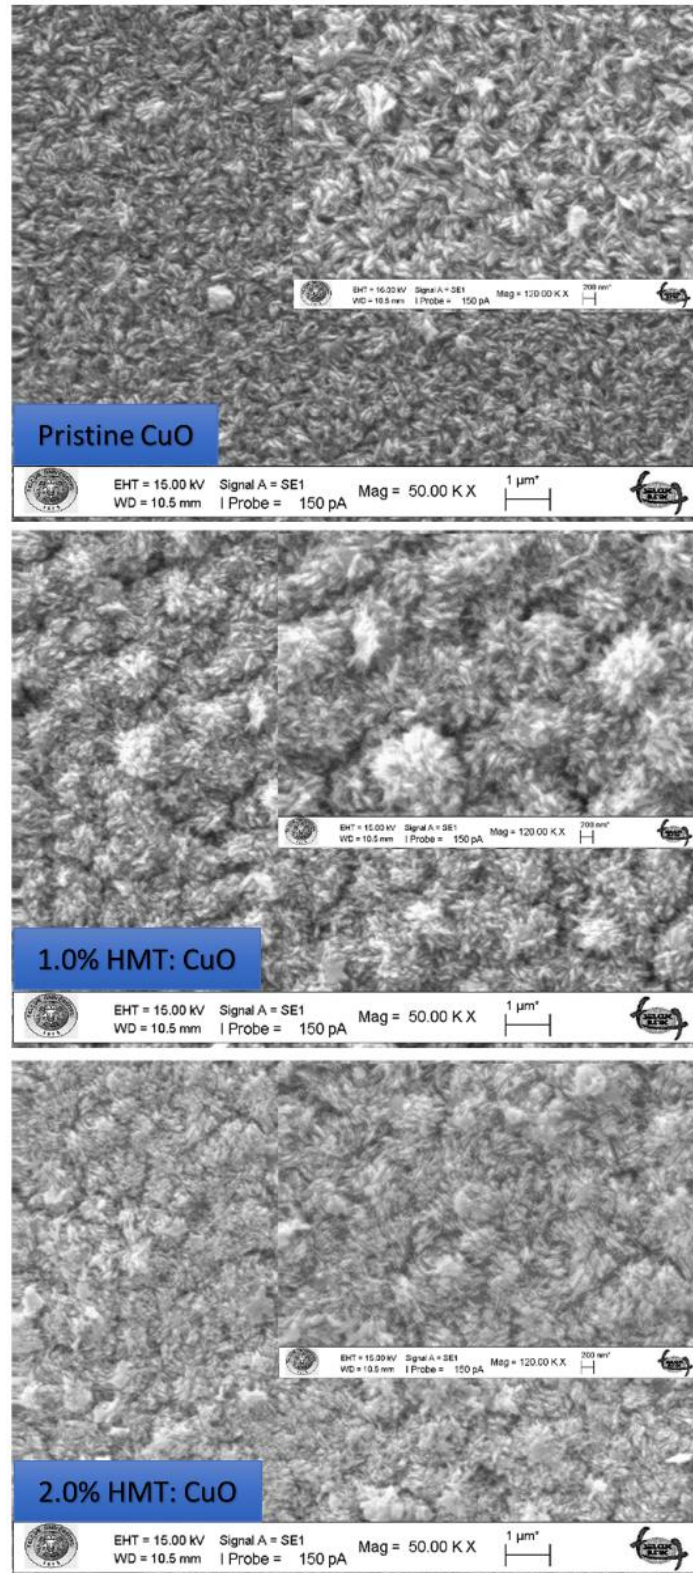 EHT = 15.00 kV Signal A = SE1
WD = 10.5 mm I Probe = 150 pA Mag = 120.00 K X 200 nm*
Pristine CuO
EHT = 15.00 kV Signal A = SE1
WD = 10.5 mm I Probe = 150 pA Mag = 50.00 K X 1 µm*
EHT = 15.00 kV Signal A = SE1
WD = 10.5 mm I Probe = 150 pA Mag = 120.00 K X 200 nm*
1.0% HMT: CuO
EHT = 15.00 kV Signal A = SE1
WD = 10.5 mm I Probe = 150 pA Mag = 50.00 K X 1 µm*
EHT = 15.00 kV Signal A = SE1
WD = 10.5 mm I Probe = 150 pA Mag = 120.00 K X 200 nm*
2.0% HMT: CuO
EHT = 15.00 kV Signal A = SE1
WD = 10.5 mm I Probe = 150 pA Mag = 50.00 K X 1 µm*